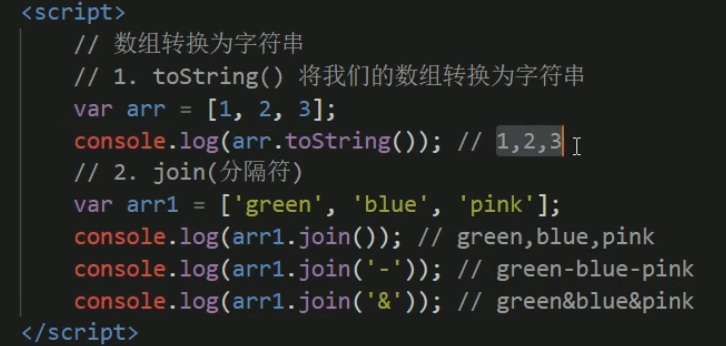 <script>
// 数组转换为字符串
// 1. toString() 将我们的数组转换为字符串
var arr = [1, 2, 3];
console.log(arr.toString()); // 1,2,3
// 2. join(分隔符)
var arr1 = ['green', 'blue', 'pink'];
console.log(arr1.join()); // green,blue,pink
console.log(arr1.join('-')); // green-blue-pink
console.log(arr1.join('&')); // green&blue&pink
</script>